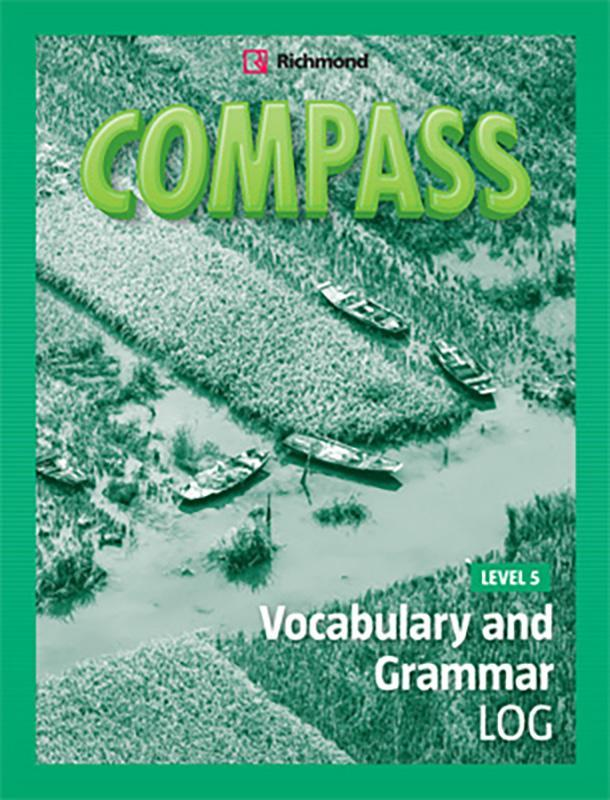 Richmond
COMPASS
LEVEL 5
Vocabulary and
Grammar
LOG